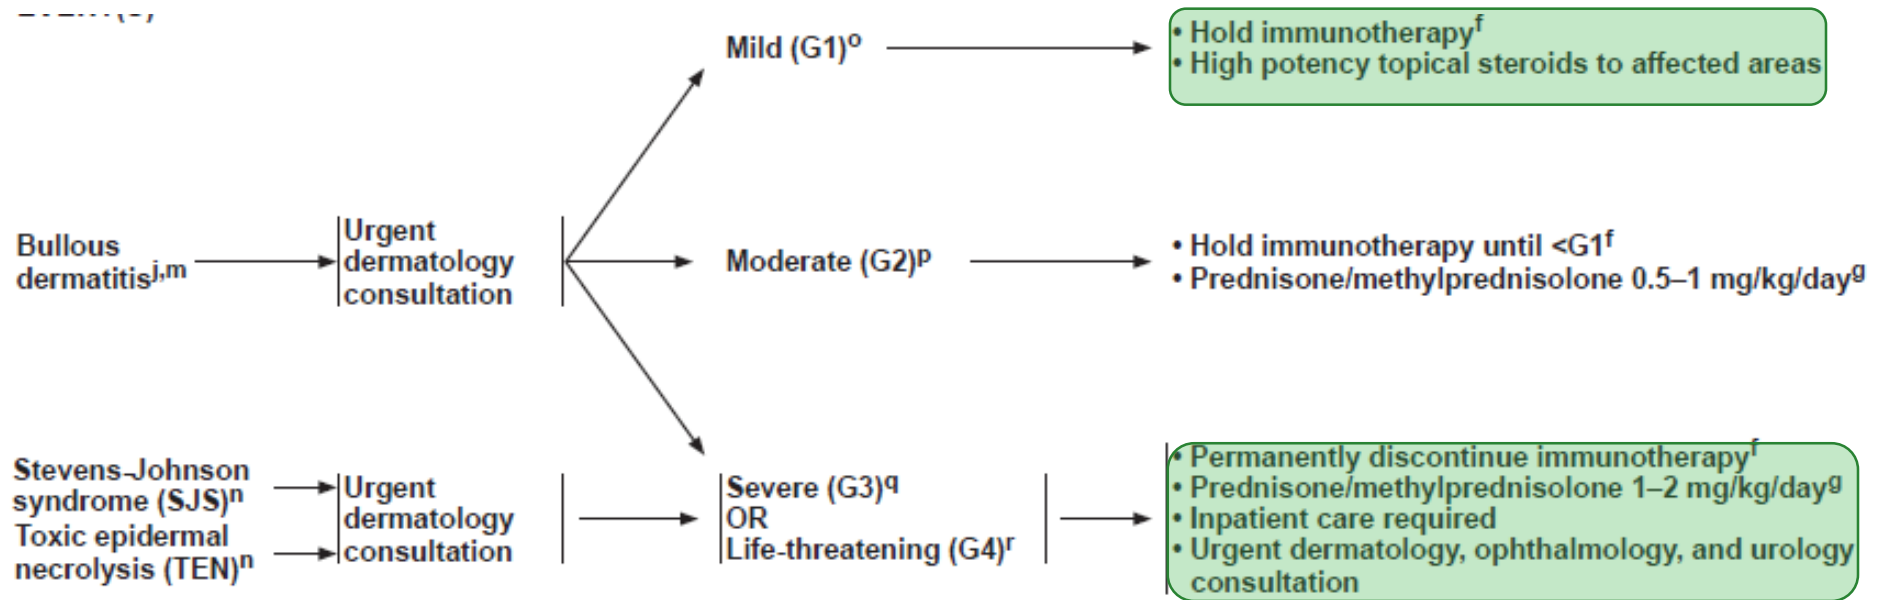 Mild (G1)o
• Hold immunotherapyf
• High potency topical steroids to affected areas
Bullous
dermatitisj,m
Urgent
dermatology
consultation
Moderate (G2)p
• Hold immunotherapy until <G1f
• Prednisone/methylprednisolone 0.5–1 mg/kg/dayg
Stevens-Johnson
syndrome (SJS)n
Toxic epidermal
necrolysis (TEN)n
Urgent
dermatology
consultation
Severe (G3)q
OR
Life-threatening (G4)r
• Permanently discontinue immunotherapyf
• Prednisone/methylprednisolone 1–2 mg/kg/dayg
• Inpatient care required
• Urgent dermatology, ophthalmology, and urology
consultation